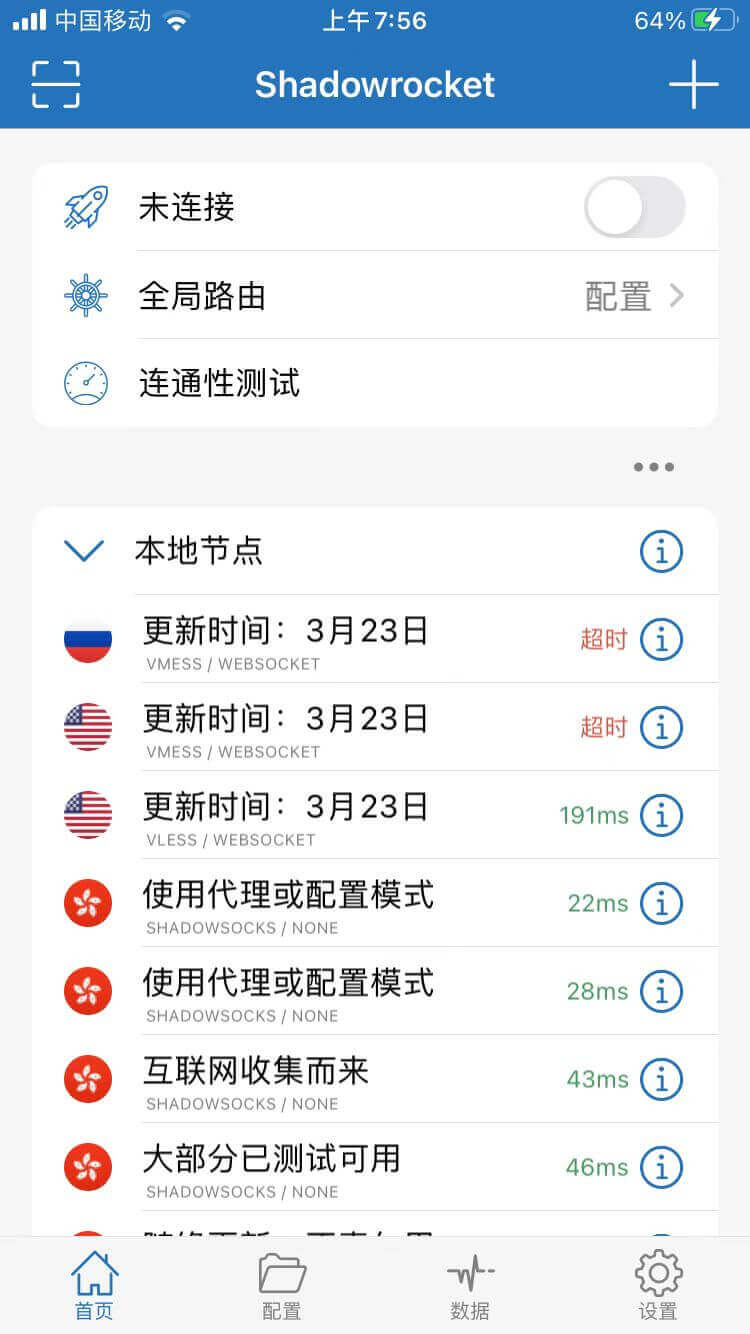 中国移动
上午7:56
64%
Shadowrocket
未连接
全局路由
配置
连通性测试
本地节点
更新时间：3月23日
超时
VMESS / WEBSOCKET
更新时间：3月23日
超时
VMESS / WEBSOCKET
更新时间：3月23日
191ms
VLESS / WEBSOCKET
使用代理或配置模式
22ms
SHADOWSOCKS / NONE
使用代理或配置模式
28ms
SHADOWSOCKS / NONE
互联网收集而来
43ms
SHADOWSOCKS / NONE
大部分已测试可用
46ms
SHADOWSOCKS / NONE
首页
配置
数据
设置